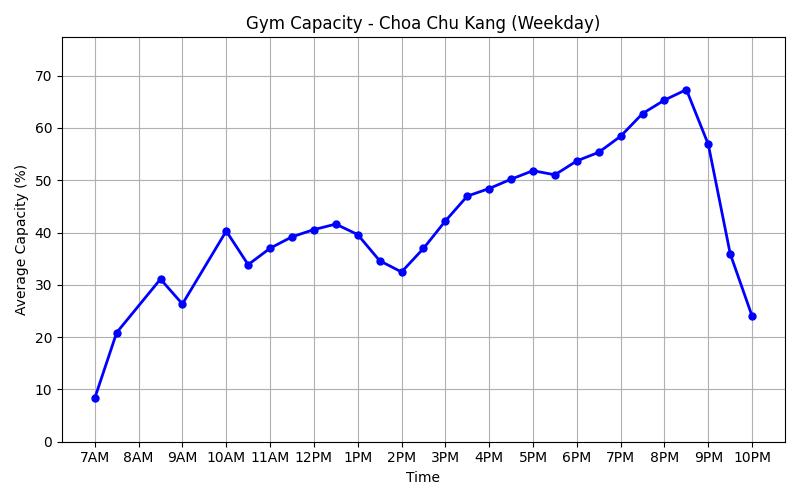 Gym Capacity - Choa Chu Kang (Weekday)
Average Capacity (%)
70
60
50
40
30
20
10
0
7AM 8AM 9AM 10AM 11AM 12PM 1PM 2PM 3PM 4PM 5PM 6PM 7PM 8PM 9PM 10PM
Time